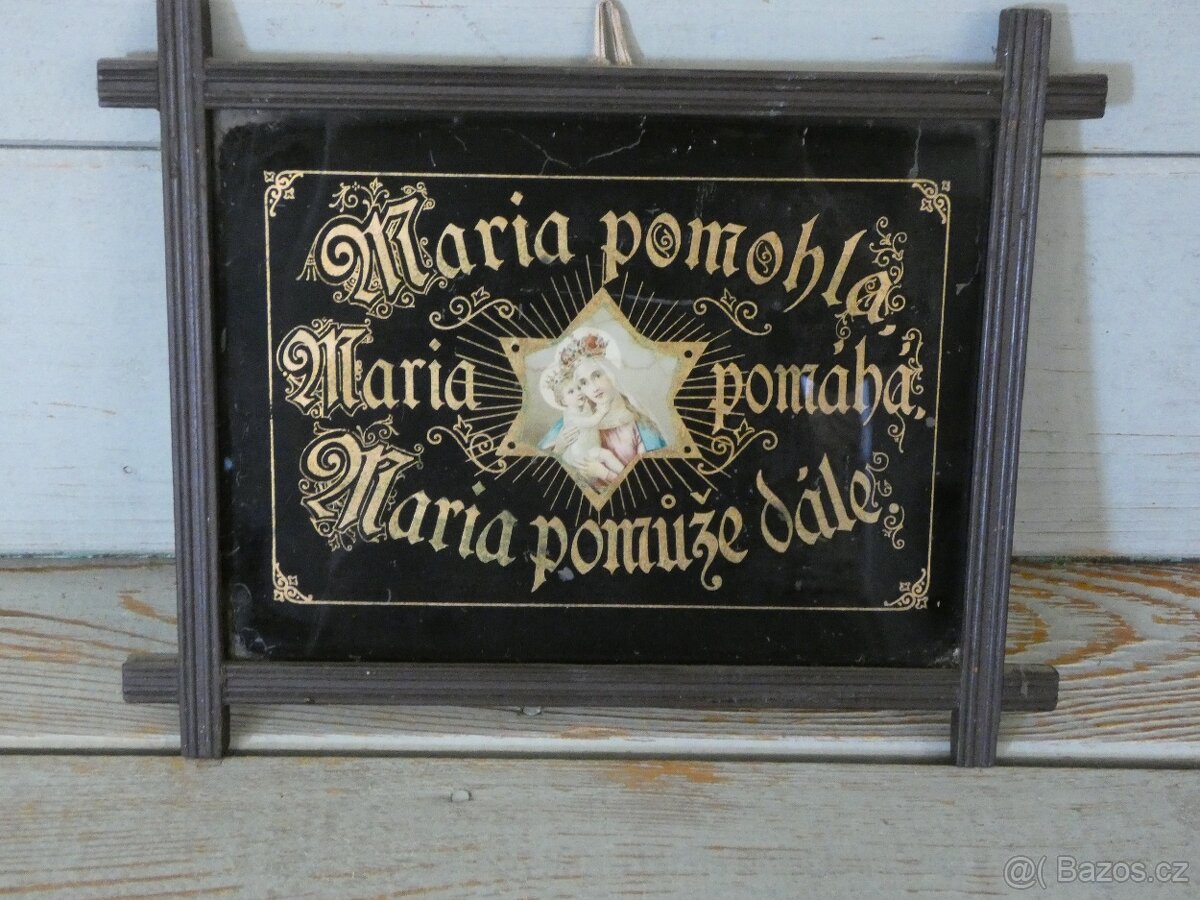 Maria pomohla,
Maria pomáhá,
Maria pomůže dále.
@( Bazos.cz